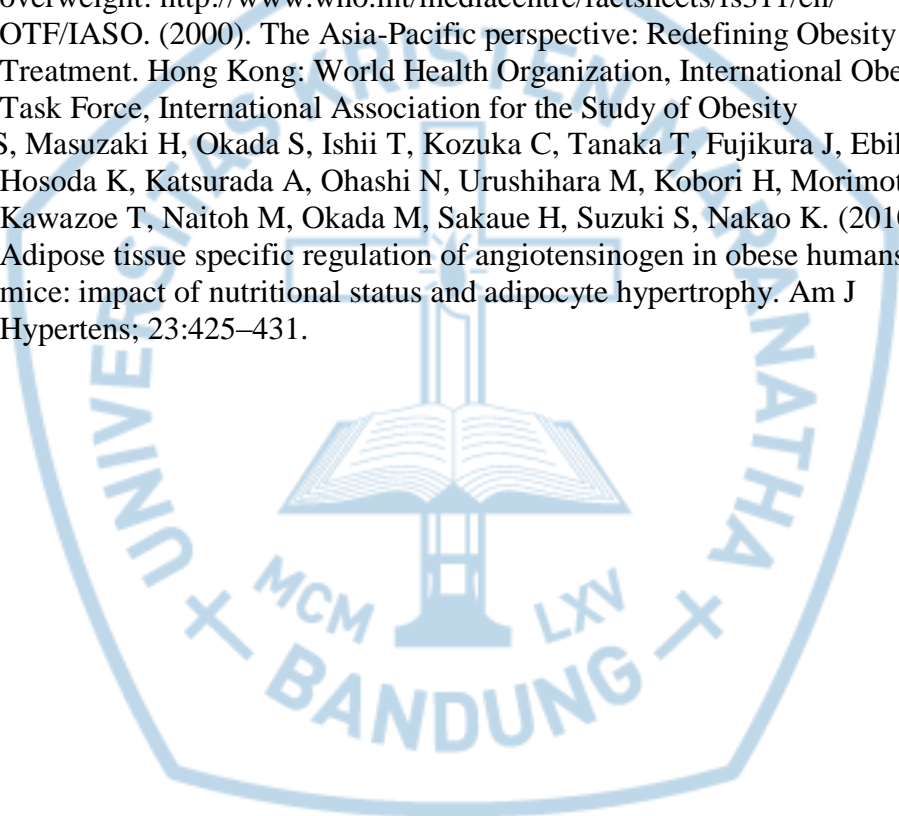 overweight. http://www.who.int/mediacentre/factsheets/fs311/en/
OTF/IASO. (2000). The Asia-Pacific perspective: Redefining Obesity
Treatment. Hong Kong: World Health Organization, International
Task Force, International Association for the Study of Obesity
S, Masuzaki H, Okada S, Ishii T, Kozuka C, Tanaka T, Fujikura J,
Hosoda K, Katsurada A, Ohashi N, Urushihara M, Kobori H,
Kawazoe T, Naitoh M, Okada M, Sakaue H, Suzuki S, Nakao K. (2010
Adipose tissue specific regulation of angiotensinogen in obese humans
mice: impact of nutritional status and adipocyte hypertrophy. Am J
Hypertens; 23:425–431.
UNIVERSITAS KRISTEN MARANATHA
MCM LXV
BANDUNG